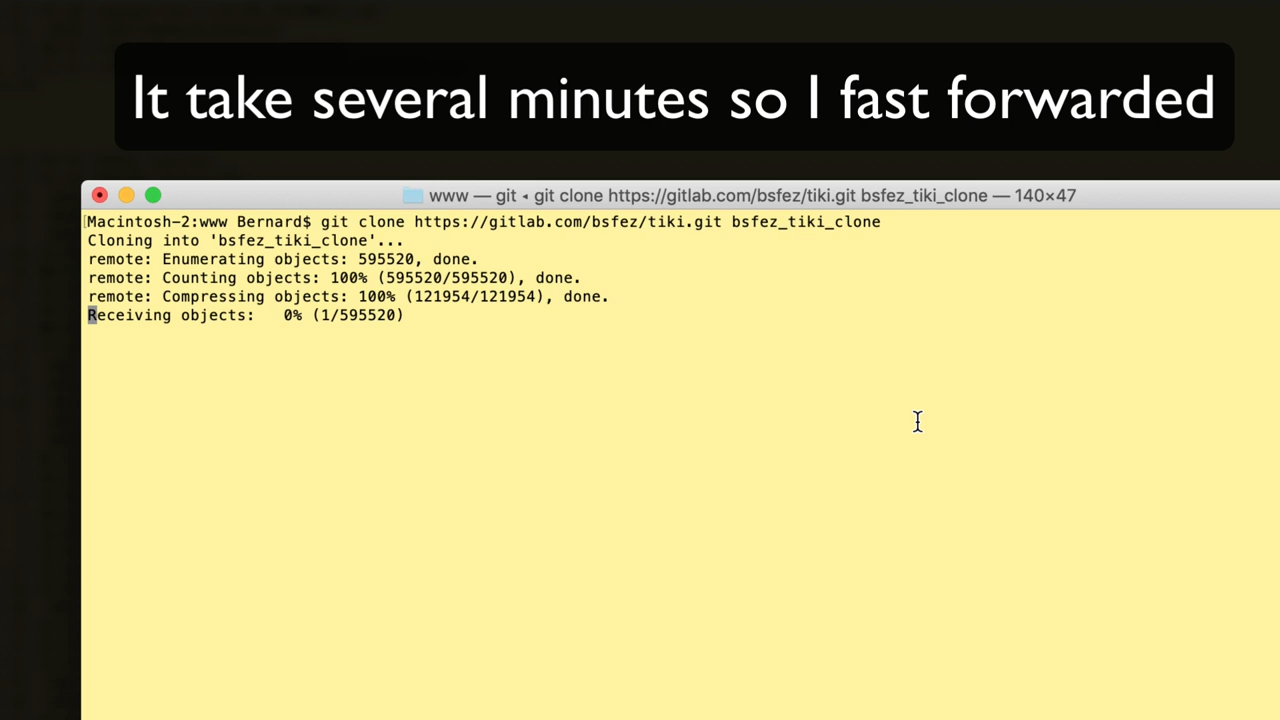 It take several minutes so I fast forwarded
www — git ◂ git clone https://gitlab.com/bsfez/tiki.git bsfez_tiki_clone — 140×47
[Macintosh-2:www Bernard$ git clone https://gitlab.com/bsfez/tiki.git bsfez_tiki_clone
Cloning into 'bsfez_tiki_clone'...
remote: Enumerating objects: 595520, done.
remote: Counting objects: 100% (595520/595520), done.
remote: Compressing objects: 100% (121954/121954), done.
Receiving objects:   0% (1/595520)